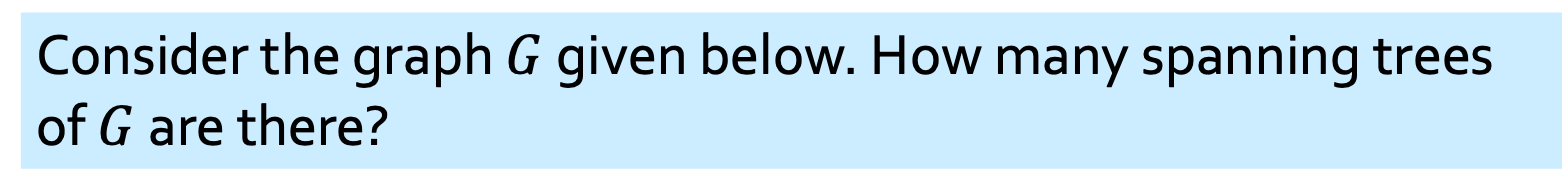 Consider the graph G given below. How many spanning trees
of G are there?